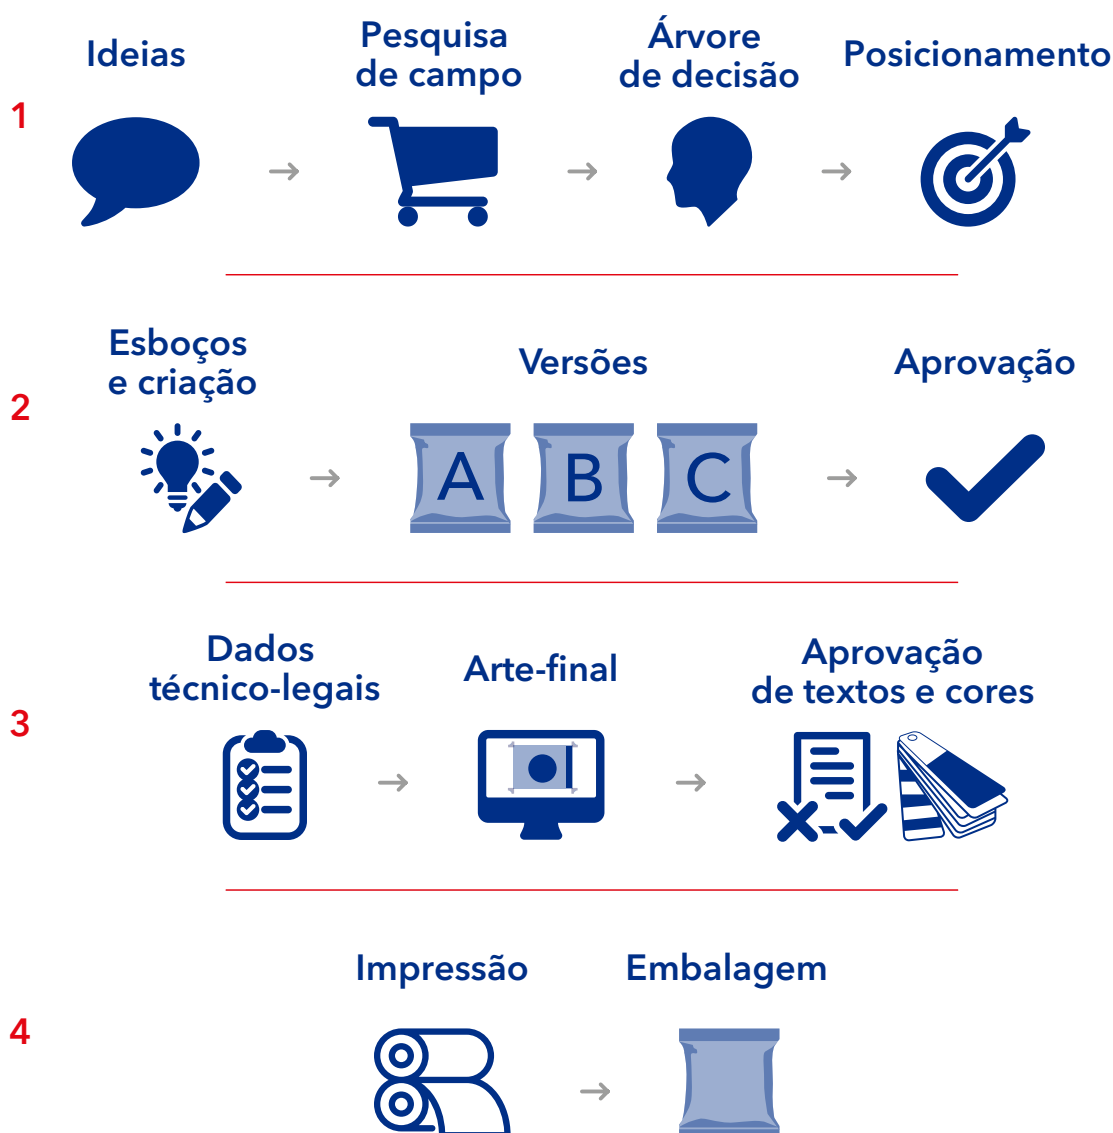 Ideias
Pesquisa
de campo
Árvore
de decisão
Posicionamento
1
Esboços
e criação
Versões
Aprovação
2
A B C
Dados
técnico-legais
Arte-final
Aprovação
de textos e cores
3
Impressão
Embalagem
4